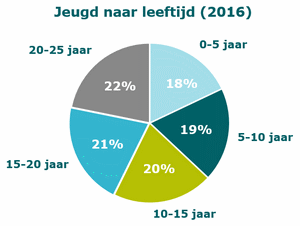 Jeugd naar leeftijd (2016)
20-25 jaar
0-5 jaar
22%
18%
19%
5-10 jaar
21%
15-20 jaar
20%
10-15 jaar